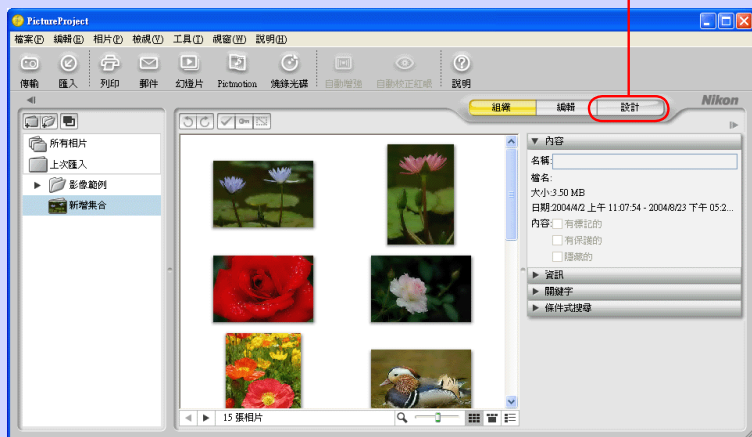 PictureProject
檔案(F) 編輯(E) 相片(P) 檢視(V) 工具(T) 視窗(W) 說明(H)
傳輸 匯入 列印 郵件 幻燈片 Pictmotion 燒錄光碟 自動增強 自動校正紅眼 說明
組織 編輯 設計 Nikon
所有相片
上次匯入
影像範例
新增集合
15 張相片
內容
名稱:
檔名:
大小:3.50 MB
日期:2004/4/2 上午 11:07:54 - 2004/8/23 下午 05:2...
內容: 有標記的
有保護的
隱藏的
資訊
關鍵字
條件式搜尋